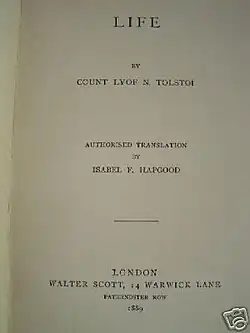 LIFE
BY
COUNT LYOF N. TOLSTOI
AUTHORISED TRANSLATION
BY
ISABEL F. HAPGOOD
LONDON
WALTER SCOTT, 24 WARWICK LANE
PATERNOSTER ROW
1889